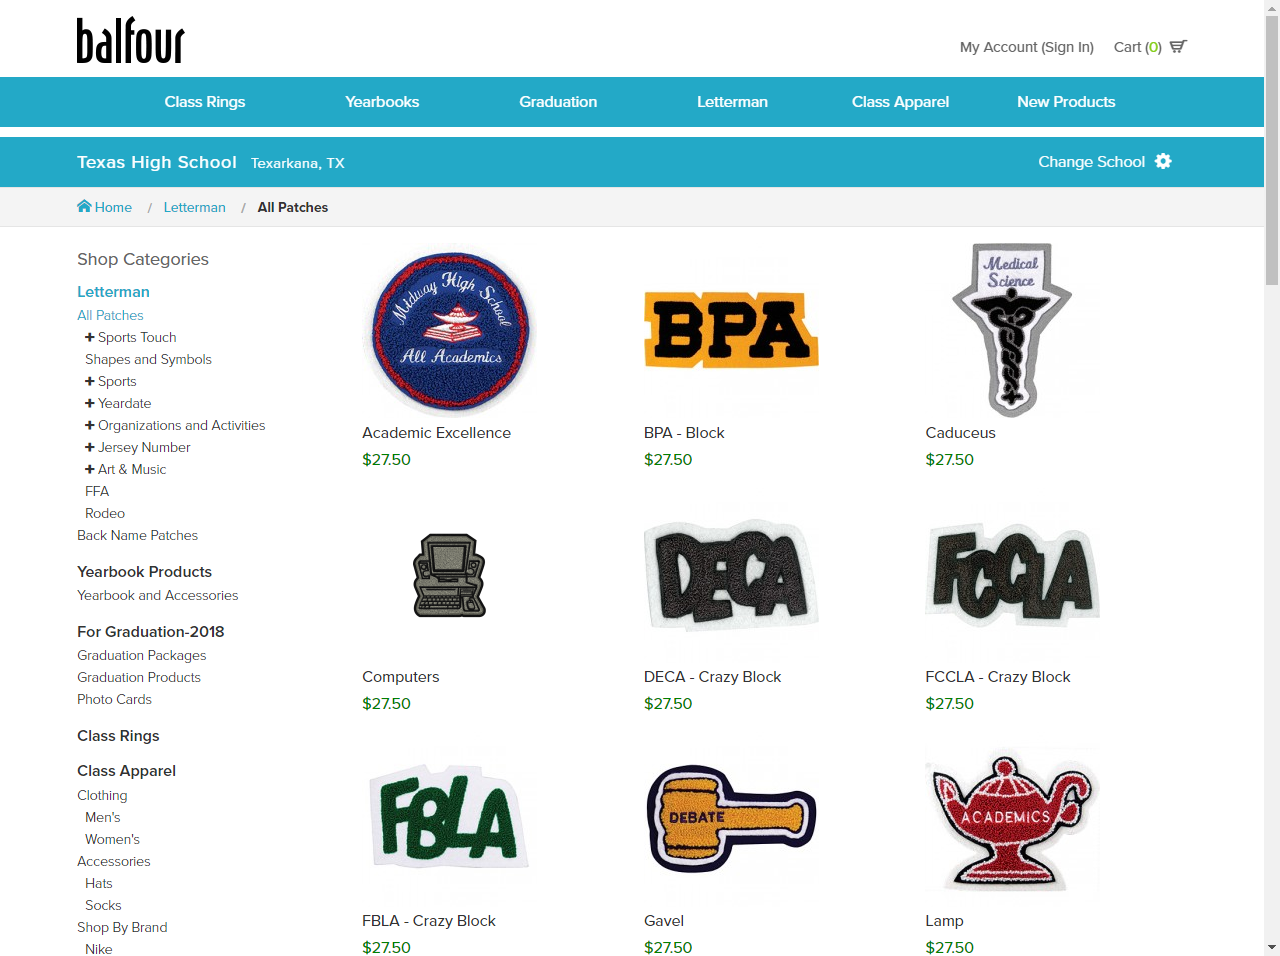 balfour
My Account (Sign In) Cart (0)
Class Rings Yearbooks Graduation Letterman Class Apparel New Products
Texas High School Texarkana, TX Change School
Home / Letterman / All Patches
Shop Categories
Letterman
All Patches
Sports Touch
Shapes and Symbols
Sports
Yeardate
Organizations and Activities
Jersey Number
Art & Music
FFA
Rodeo
Back Name Patches
Yearbook Products
Yearbook and Accessories
For Graduation-2018
Graduation Packages
Graduation Products
Photo Cards
Class Rings
Class Apparel
Clothing
Men's
Women's
Accessories
Hats
Socks
Shop By Brand
Nike
Midway High School
All Academics
Academic Excellence
$27.50
BPA
BPA - Block
$27.50
Medical
Science
Caduceus
$27.50
Computers
$27.50
DECA
DECA - Crazy Block
$27.50
FCCLA
FCCLA - Crazy Block
$27.50
FBLA
FBLA - Crazy Block
$27.50
DEBATE
Gavel
$27.50
ACADEMICS
Lamp
$27.50